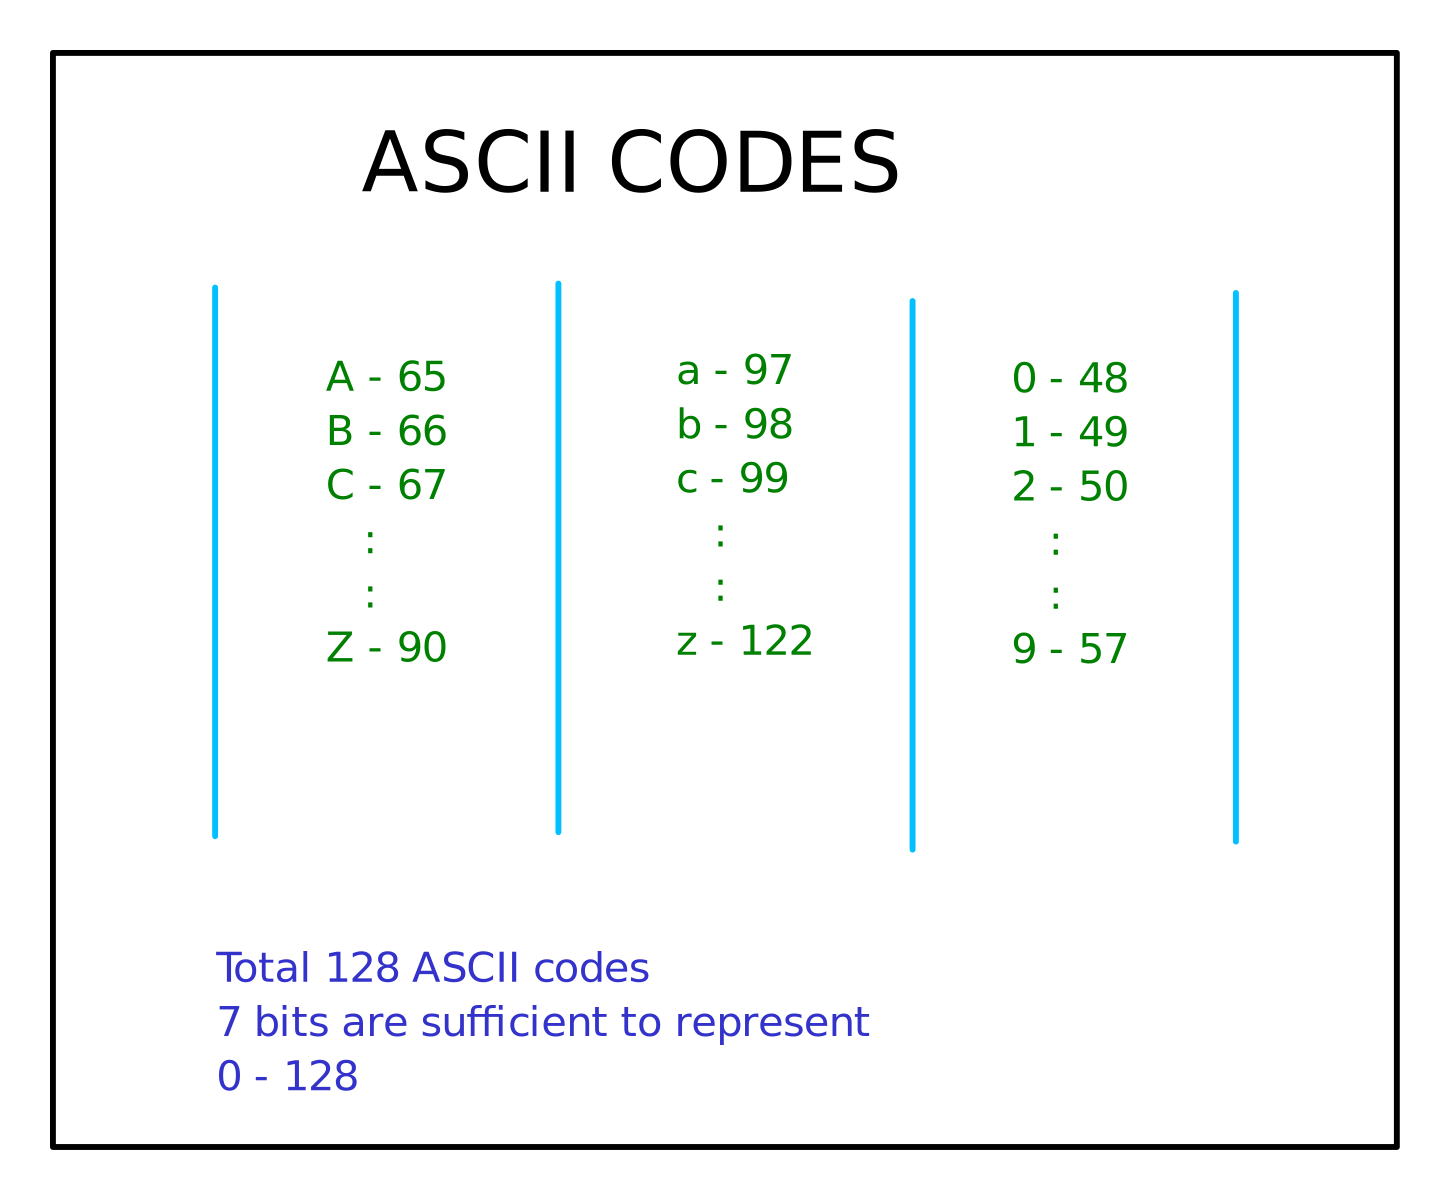 ASCII CODES
A - 65
B - 66
C - 67
:
:
Z - 90
a - 97
b - 98
c - 99
:
:
z - 122
0 - 48
1 - 49
2 - 50
:
:
9 - 57
Total 128 ASCII codes
7 bits are sufficient to represent
0 - 128